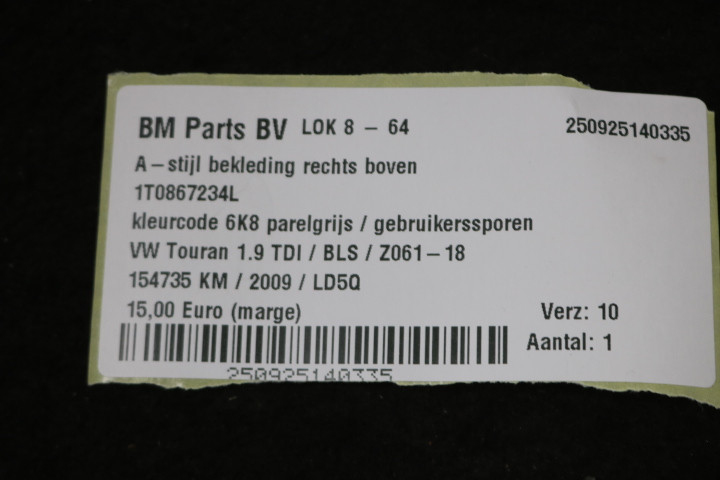 BM Parts BV LOK 8 – 64 250925140335
A–stijl bekleding rechts boven
1T0867234L
kleurcode 6K8 parelgrijs / gebruikerssporen
VW Touran 1.9 TDI / BLS / Z061–18
154735 KM / 2009 / LD5Q
15,00 Euro (marge) Verz: 10
Aantal: 1
250925140335